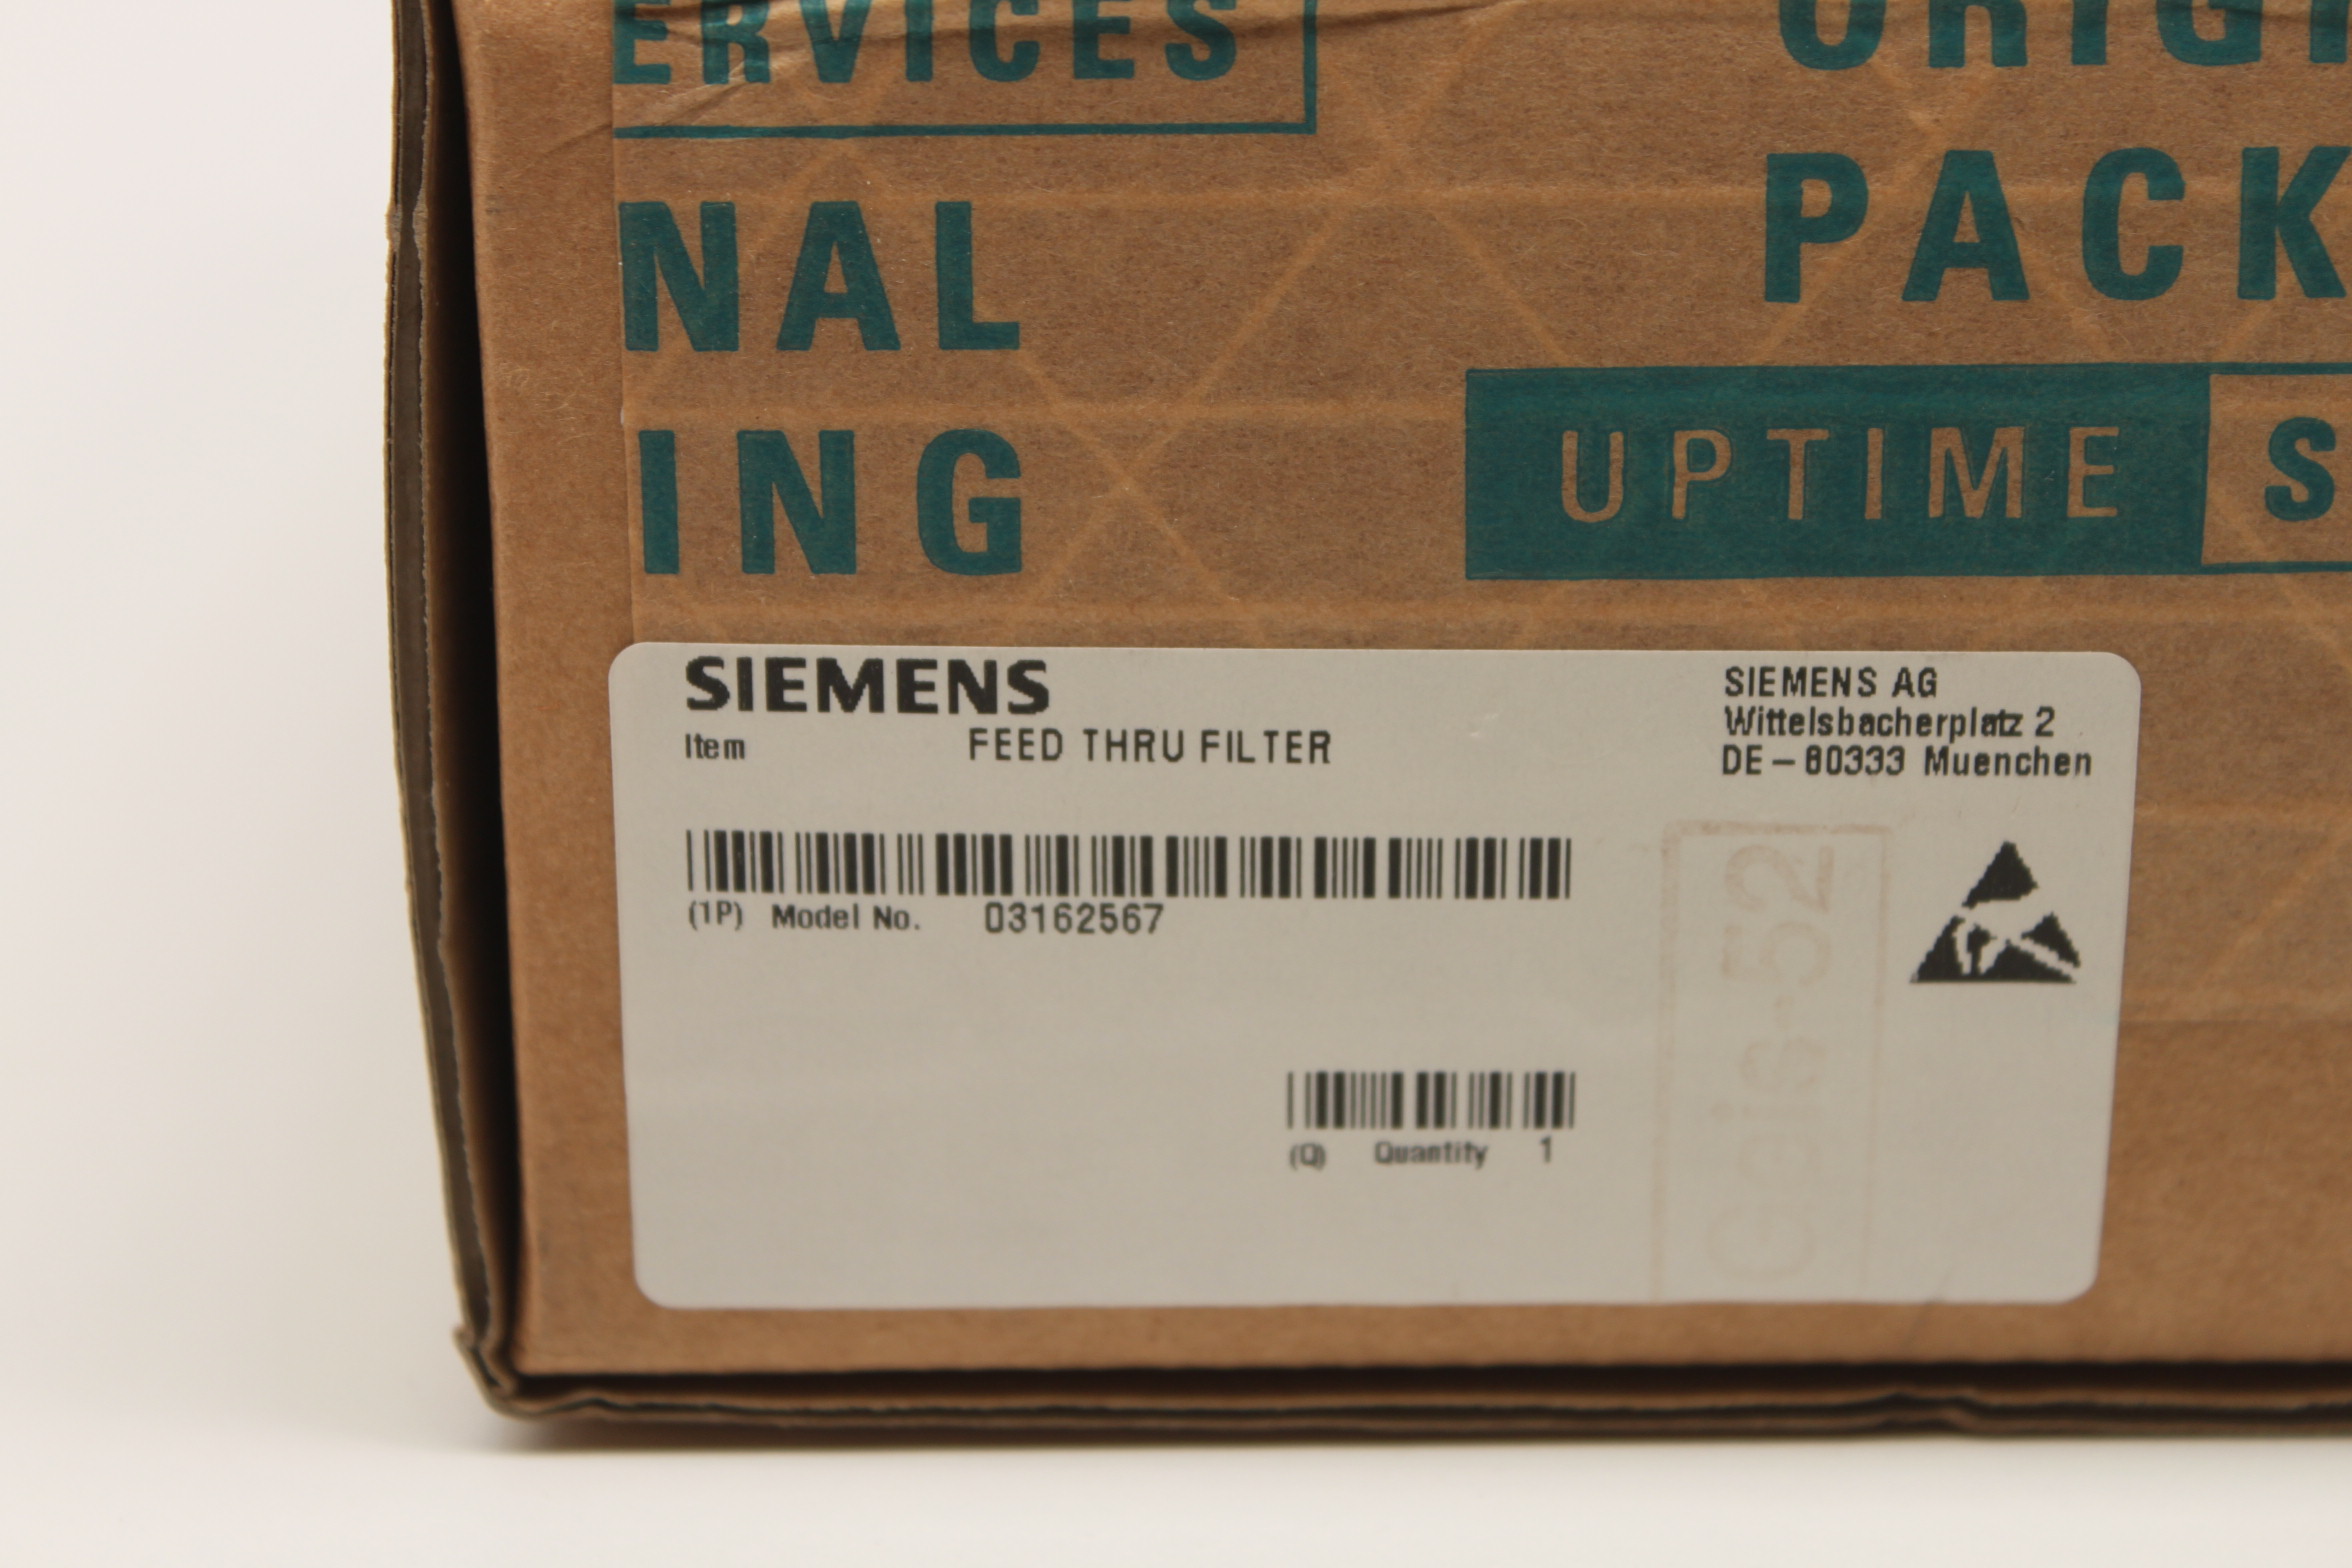 ERVICES
NAL
ING
ORIGI
PACK
UPTIME S
SIEMENS
Item FEED THRU FILTER
SIEMENS AG
Wittelsbacherplatz 2
DE-80333 Muenchen
(1P) Model No. 03162567
(Q) Quantity 1